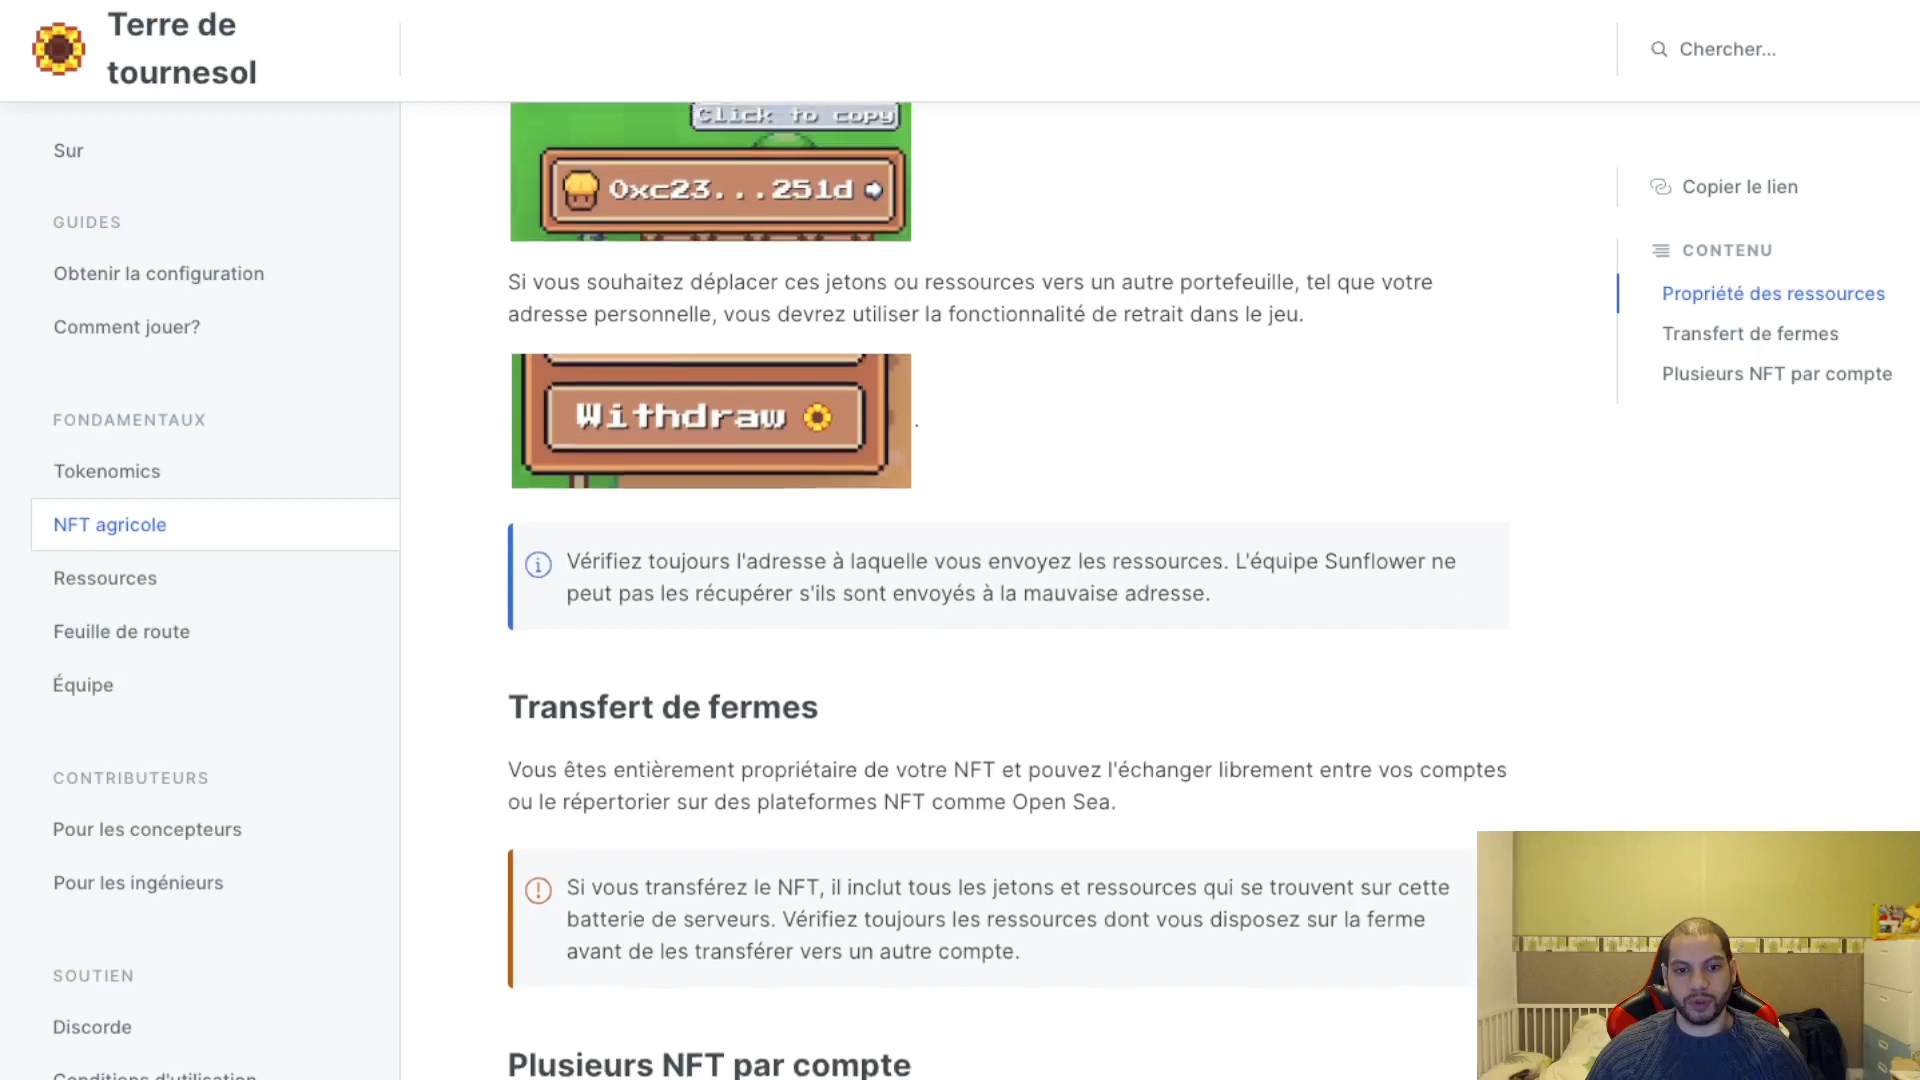 Terre de
tournesol
Chercher...
Sur
GUIDES
Obtenir la configuration
Comment jouer?
FONDAMENTAUX
Tokenomics
NFT agricole
Ressources
Feuille de route
Équipe
CONTRIBUTEURS
Pour les concepteurs
Pour les ingénieurs
SOUTIEN
Discorde
Conditions d'utilisation
Click to copy
0xc23...251d
Si vous souhaitez déplacer ces jetons ou ressources vers un autre portefeuille, tel que votre
adresse personnelle, vous devrez utiliser la fonctionnalité de retrait dans le jeu.
Withdraw
.
Vérifiez toujours l'adresse à laquelle vous envoyez les ressources. L'équipe Sunflower ne
peut pas les récupérer s'ils sont envoyés à la mauvaise adresse.
Transfert de fermes
Vous êtes entièrement propriétaire de votre NFT et pouvez l'échanger librement entre vos comptes
ou le répertorier sur des plateformes NFT comme Open Sea.
Si vous transférez le NFT, il inclut tous les jetons et ressources qui se trouvent sur cette
batterie de serveurs. Vérifiez toujours les ressources dont vous disposez sur la ferme
avant de les transférer vers un autre compte.
Plusieurs NFT par compte
Copier le lien
CONTENU
Propriété des ressources
Transfert de fermes
Plusieurs NFT par compte